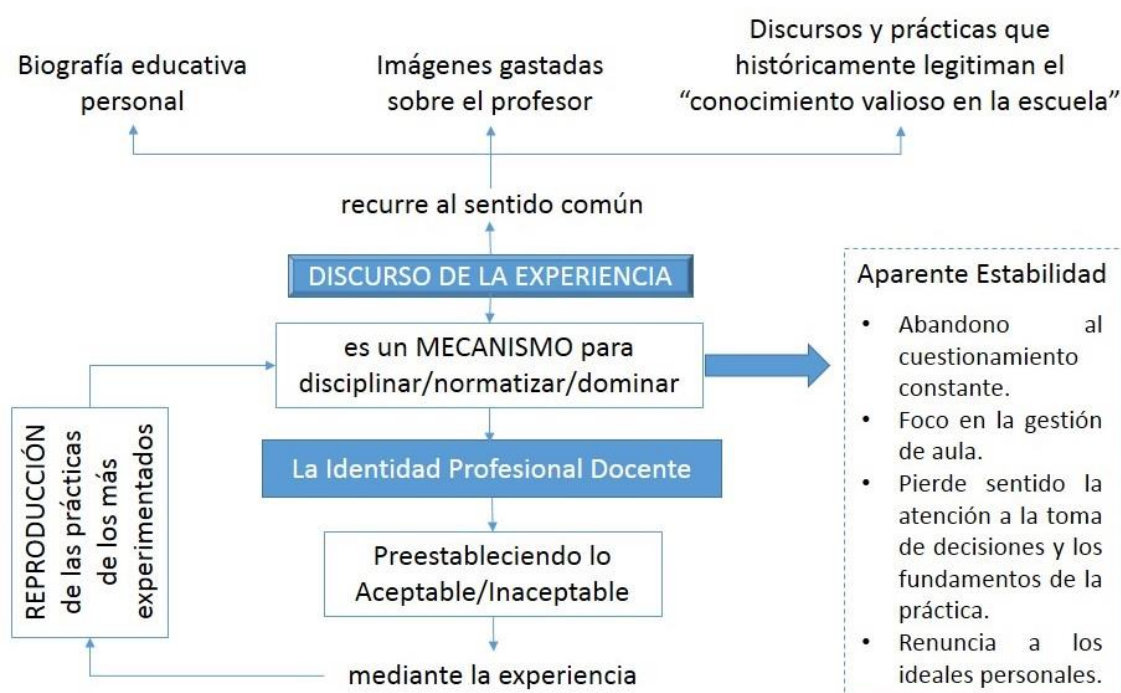 Biografía educativa
personal
Imágenes gastadas
sobre el profesor
Discursos y prácticas que
históricamente legitiman el
“conocimiento valioso en la escuela”
recurre al sentido común
DISCURSO DE LA EXPERIENCIA
es un MECANISMO para
disciplinar/normatizar/dominar
La Identidad Profesional Docente
Preestableciendo lo
Aceptable/Inaceptable
mediante la experiencia
REPRODUCCIÓN
de las prácticas
de los más
experimentados
Aparente Estabilidad
• Abandono al
cuestionamiento
constante.
• Foco en la gestión
de aula.
• Pierde sentido la
atención a la toma
de decisiones y los
fundamentos de la
práctica.
• Renuncia a los
ideales personales.